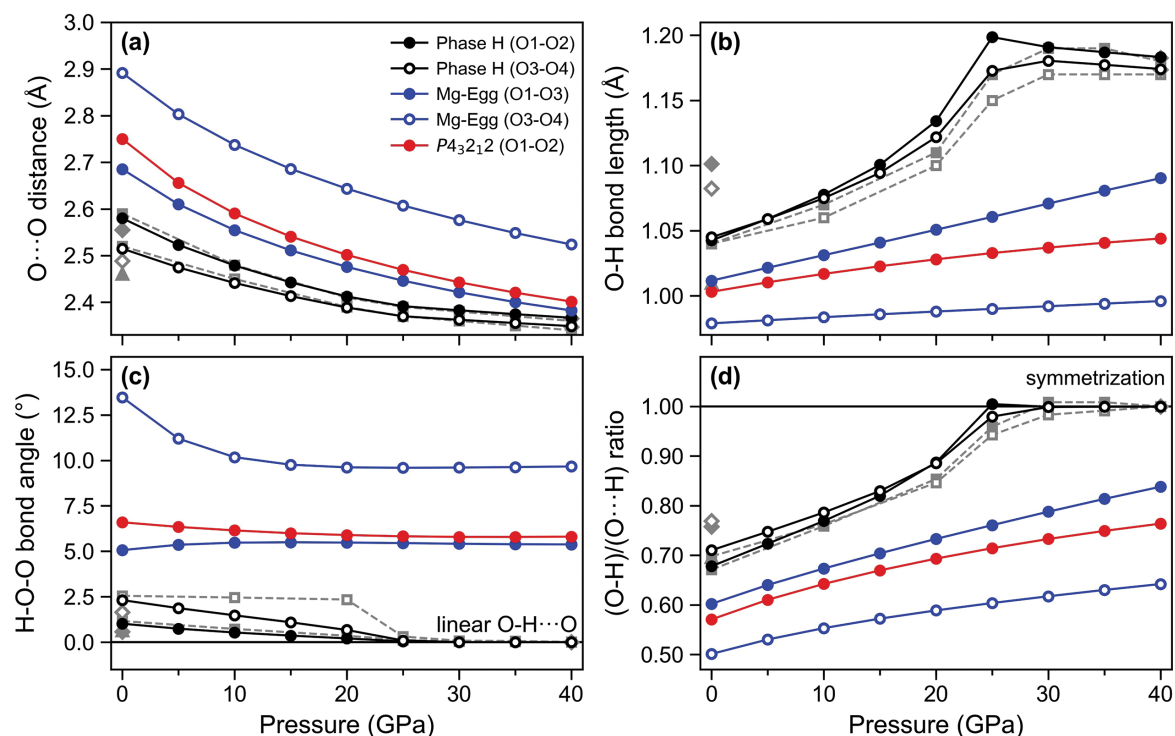 (a)
3.0
2.9
2.8
2.7
2.6
2.5
2.4
O···O distance (Å)
Phase H (O1-O2)
Phase H (O3-O4)
Mg-Egg (O1-O3)
Mg-Egg (O3-O4)
P4₃2₁2 (O1-O2)
(b)
1.20
1.15
1.10
1.05
1.00
O-H bond length (Å)
(c)
15.0
12.5
10.0
7.5
5.0
2.5
0.0
H-O-O bond angle (°)
linear O-H···O
0 10 20 30 40
Pressure (GPa)
(d)
symmetrization
1.00
0.90
0.80
0.70
0.60
0.50
(O-H)/(O···H) ratio
0 10 20 30 40
Pressure (GPa)